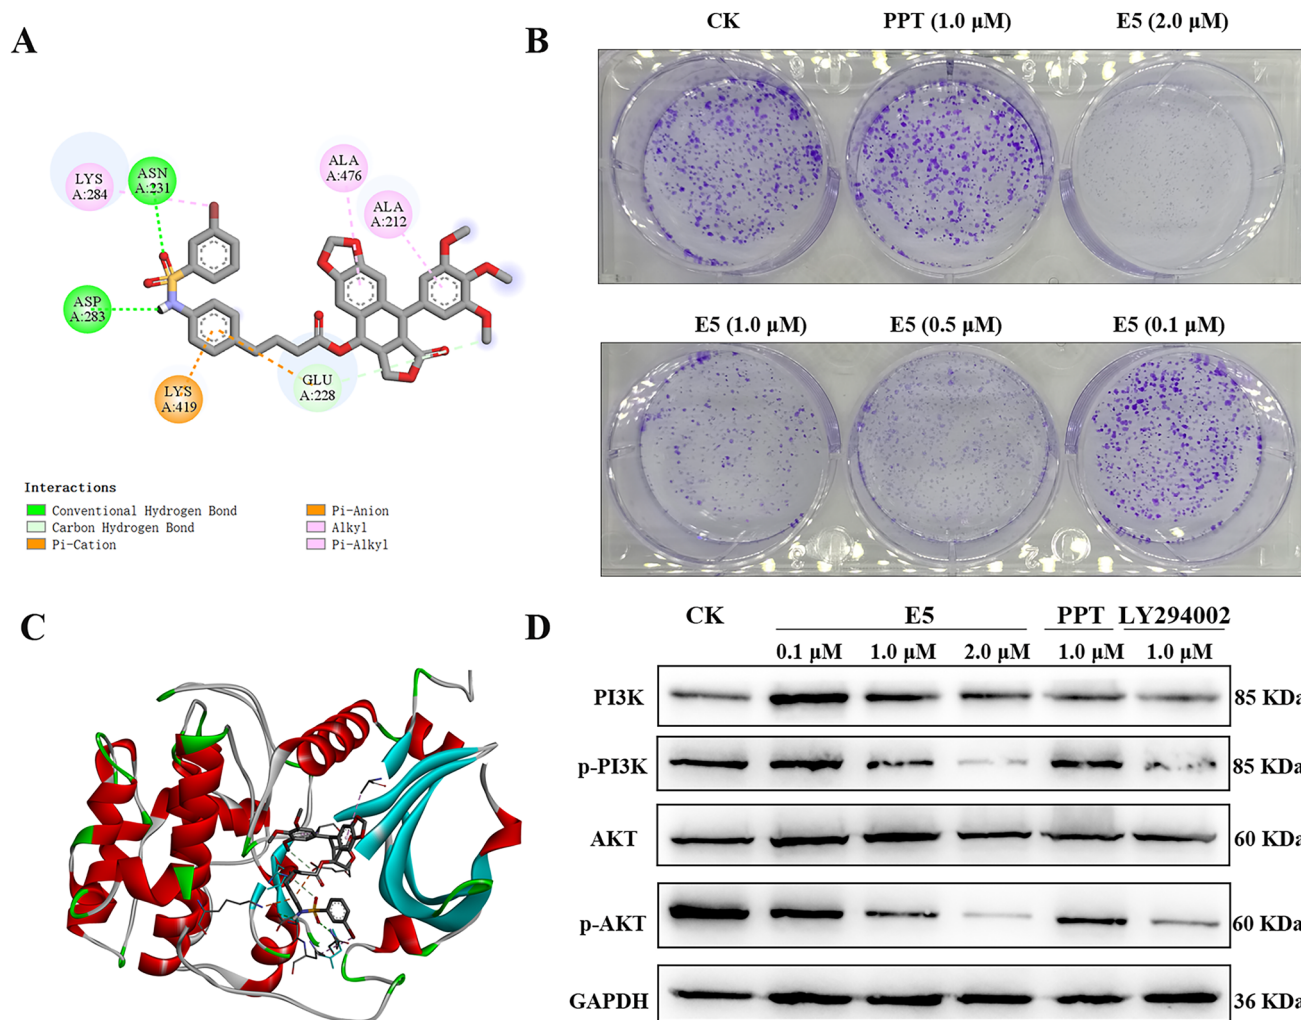 A
B
CK PPT (1.0 μM) E5 (2.0 μM)
LYS
A:284
ASN
A:231
ALA
A:476
ALA
A:212
ASP
A:283
LYS
A:419
GLU
A:228
E5 (1.0 μM) E5 (0.5 μM) E5 (0.1 μM)
Interactions
Conventional Hydrogen Bond
Carbon Hydrogen Bond
Pi-Cation
Pi-Anion
Alkyl
Pi-Alkyl
C
D
CK E5 PPT LY294002
0.1 μM 1.0 μM 2.0 μM 1.0 μM 1.0 μM
PI3K 85 KDa
p-PI3K 85 KDa
AKT 60 KDa
p-AKT 60 KDa
GAPDH 36 KDa